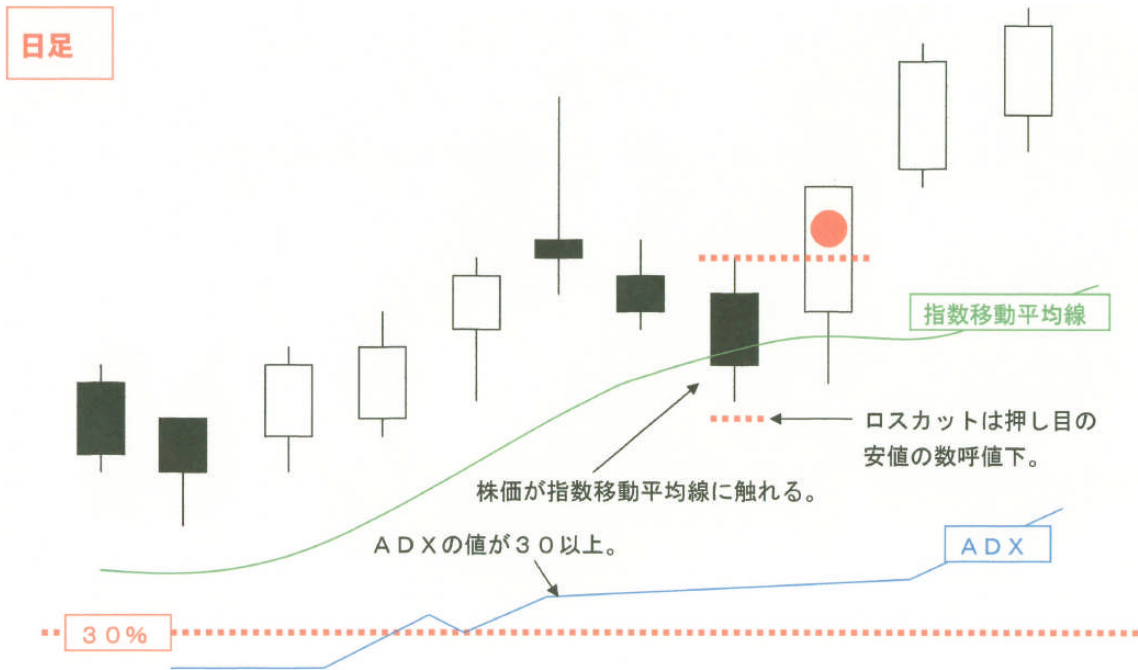 日足
指数移動平均線
ロスカットは押し目の
安値の数呼値下。
株価が指数移動平均線に触れる。
ＡＤＸの値が３０以上。
ＡＤＸ
３０％